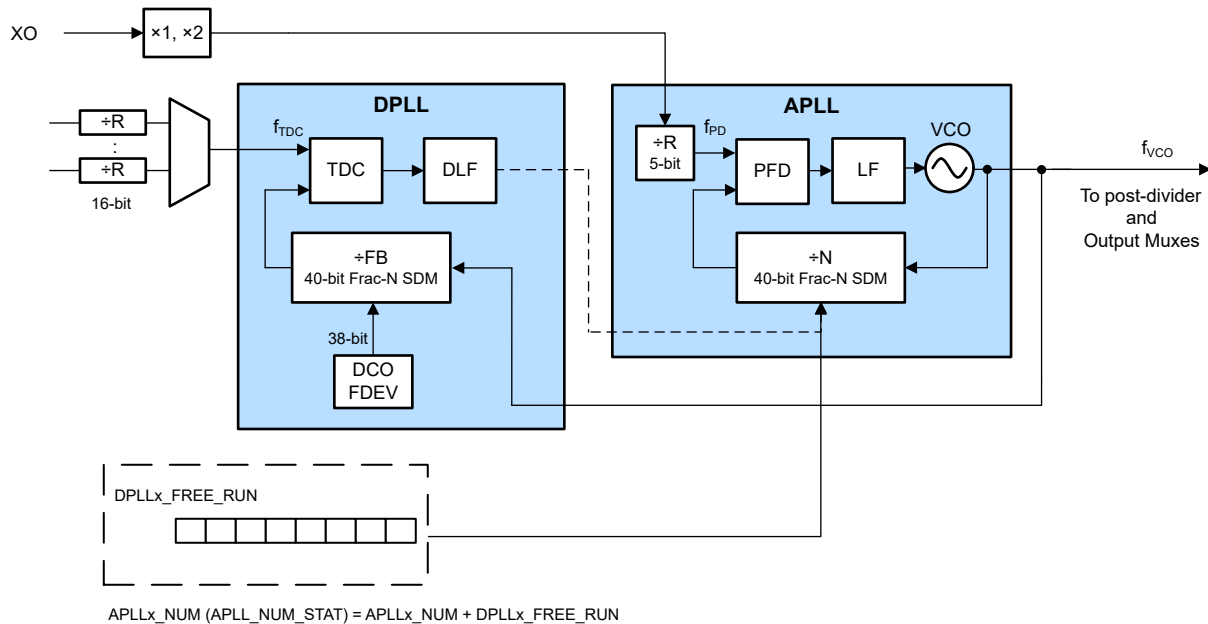 XO
×1, ×2
÷R
:
÷R
16-bit
DPLL
fTDC
TDC
DLF
÷FB
40-bit Frac-N SDM
38-bit
DCO
FDEV
APLL
÷R
5-bit
fPD
PFD
LF
VCO
÷N
40-bit Frac-N SDM
fVCO
To post-divider
and
Output Muxes
DPLLx_FREE_RUN
APLLx_NUM (APLL_NUM_STAT) = APLLx_NUM + DPLLx_FREE_RUN